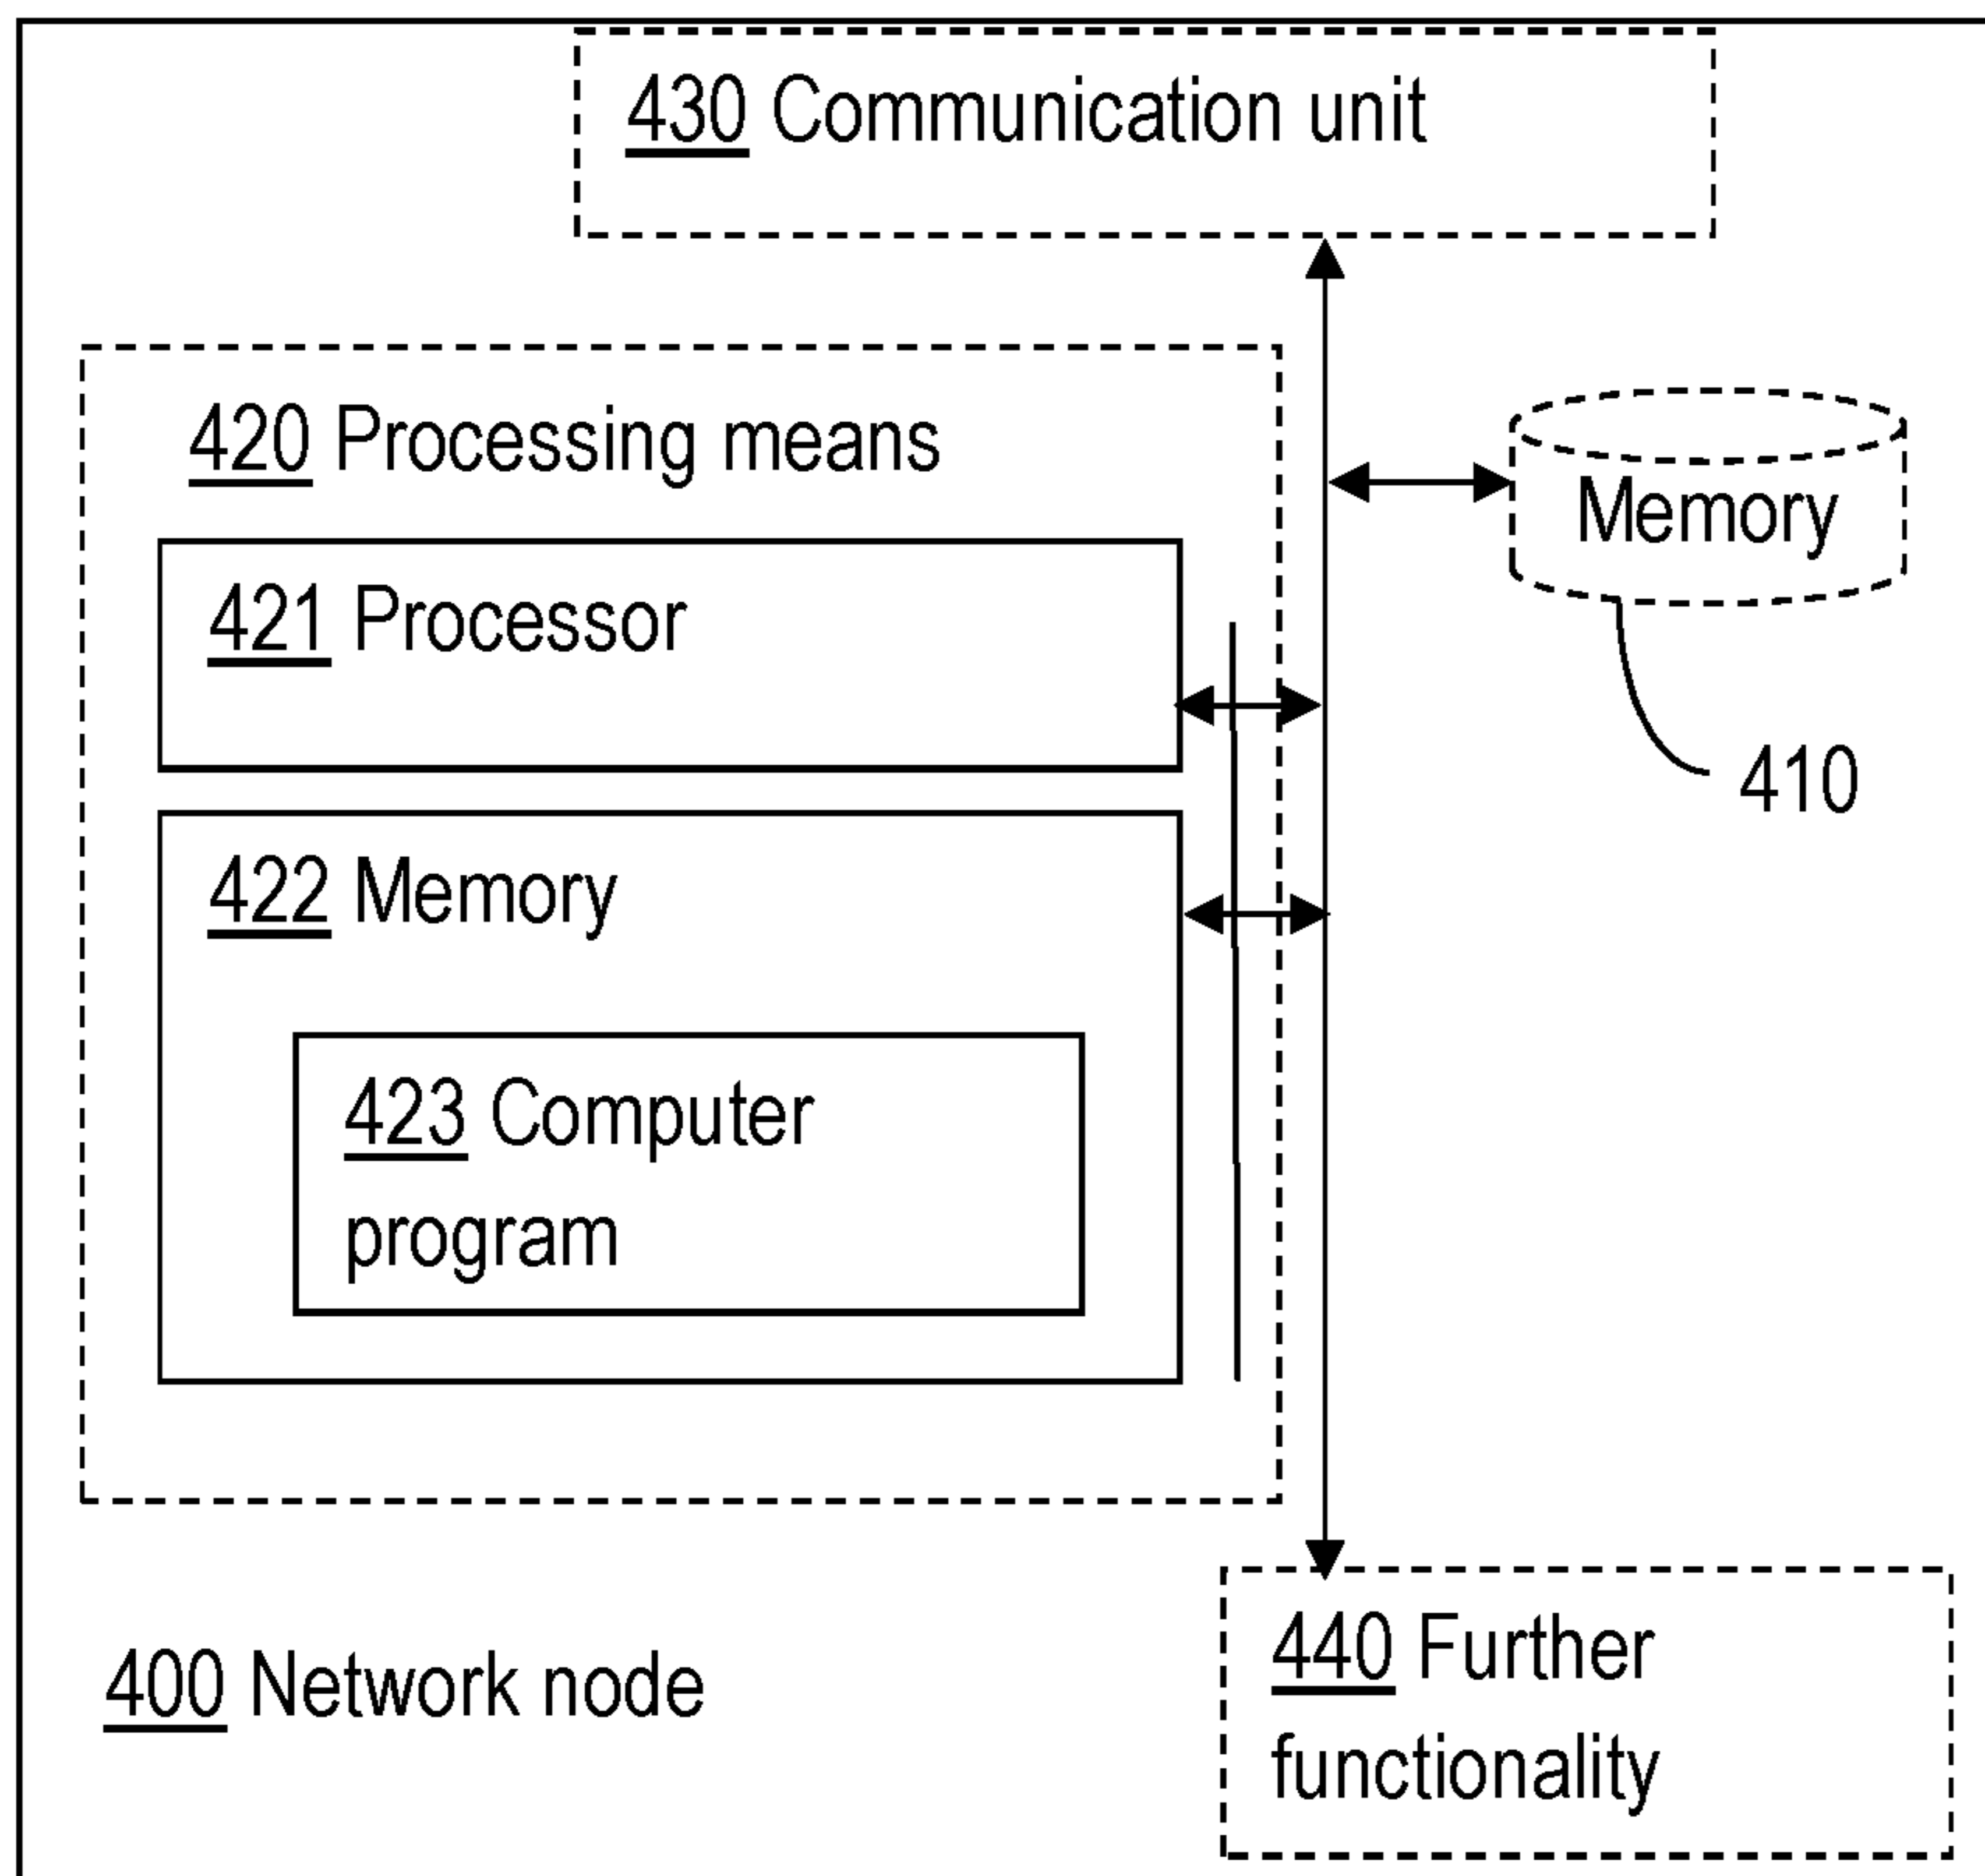 430 Communication unit
420 Processing means
Memory
421 Processor
410
422 Memory
423 Computer
program
440 Further
functionality
400 Network node